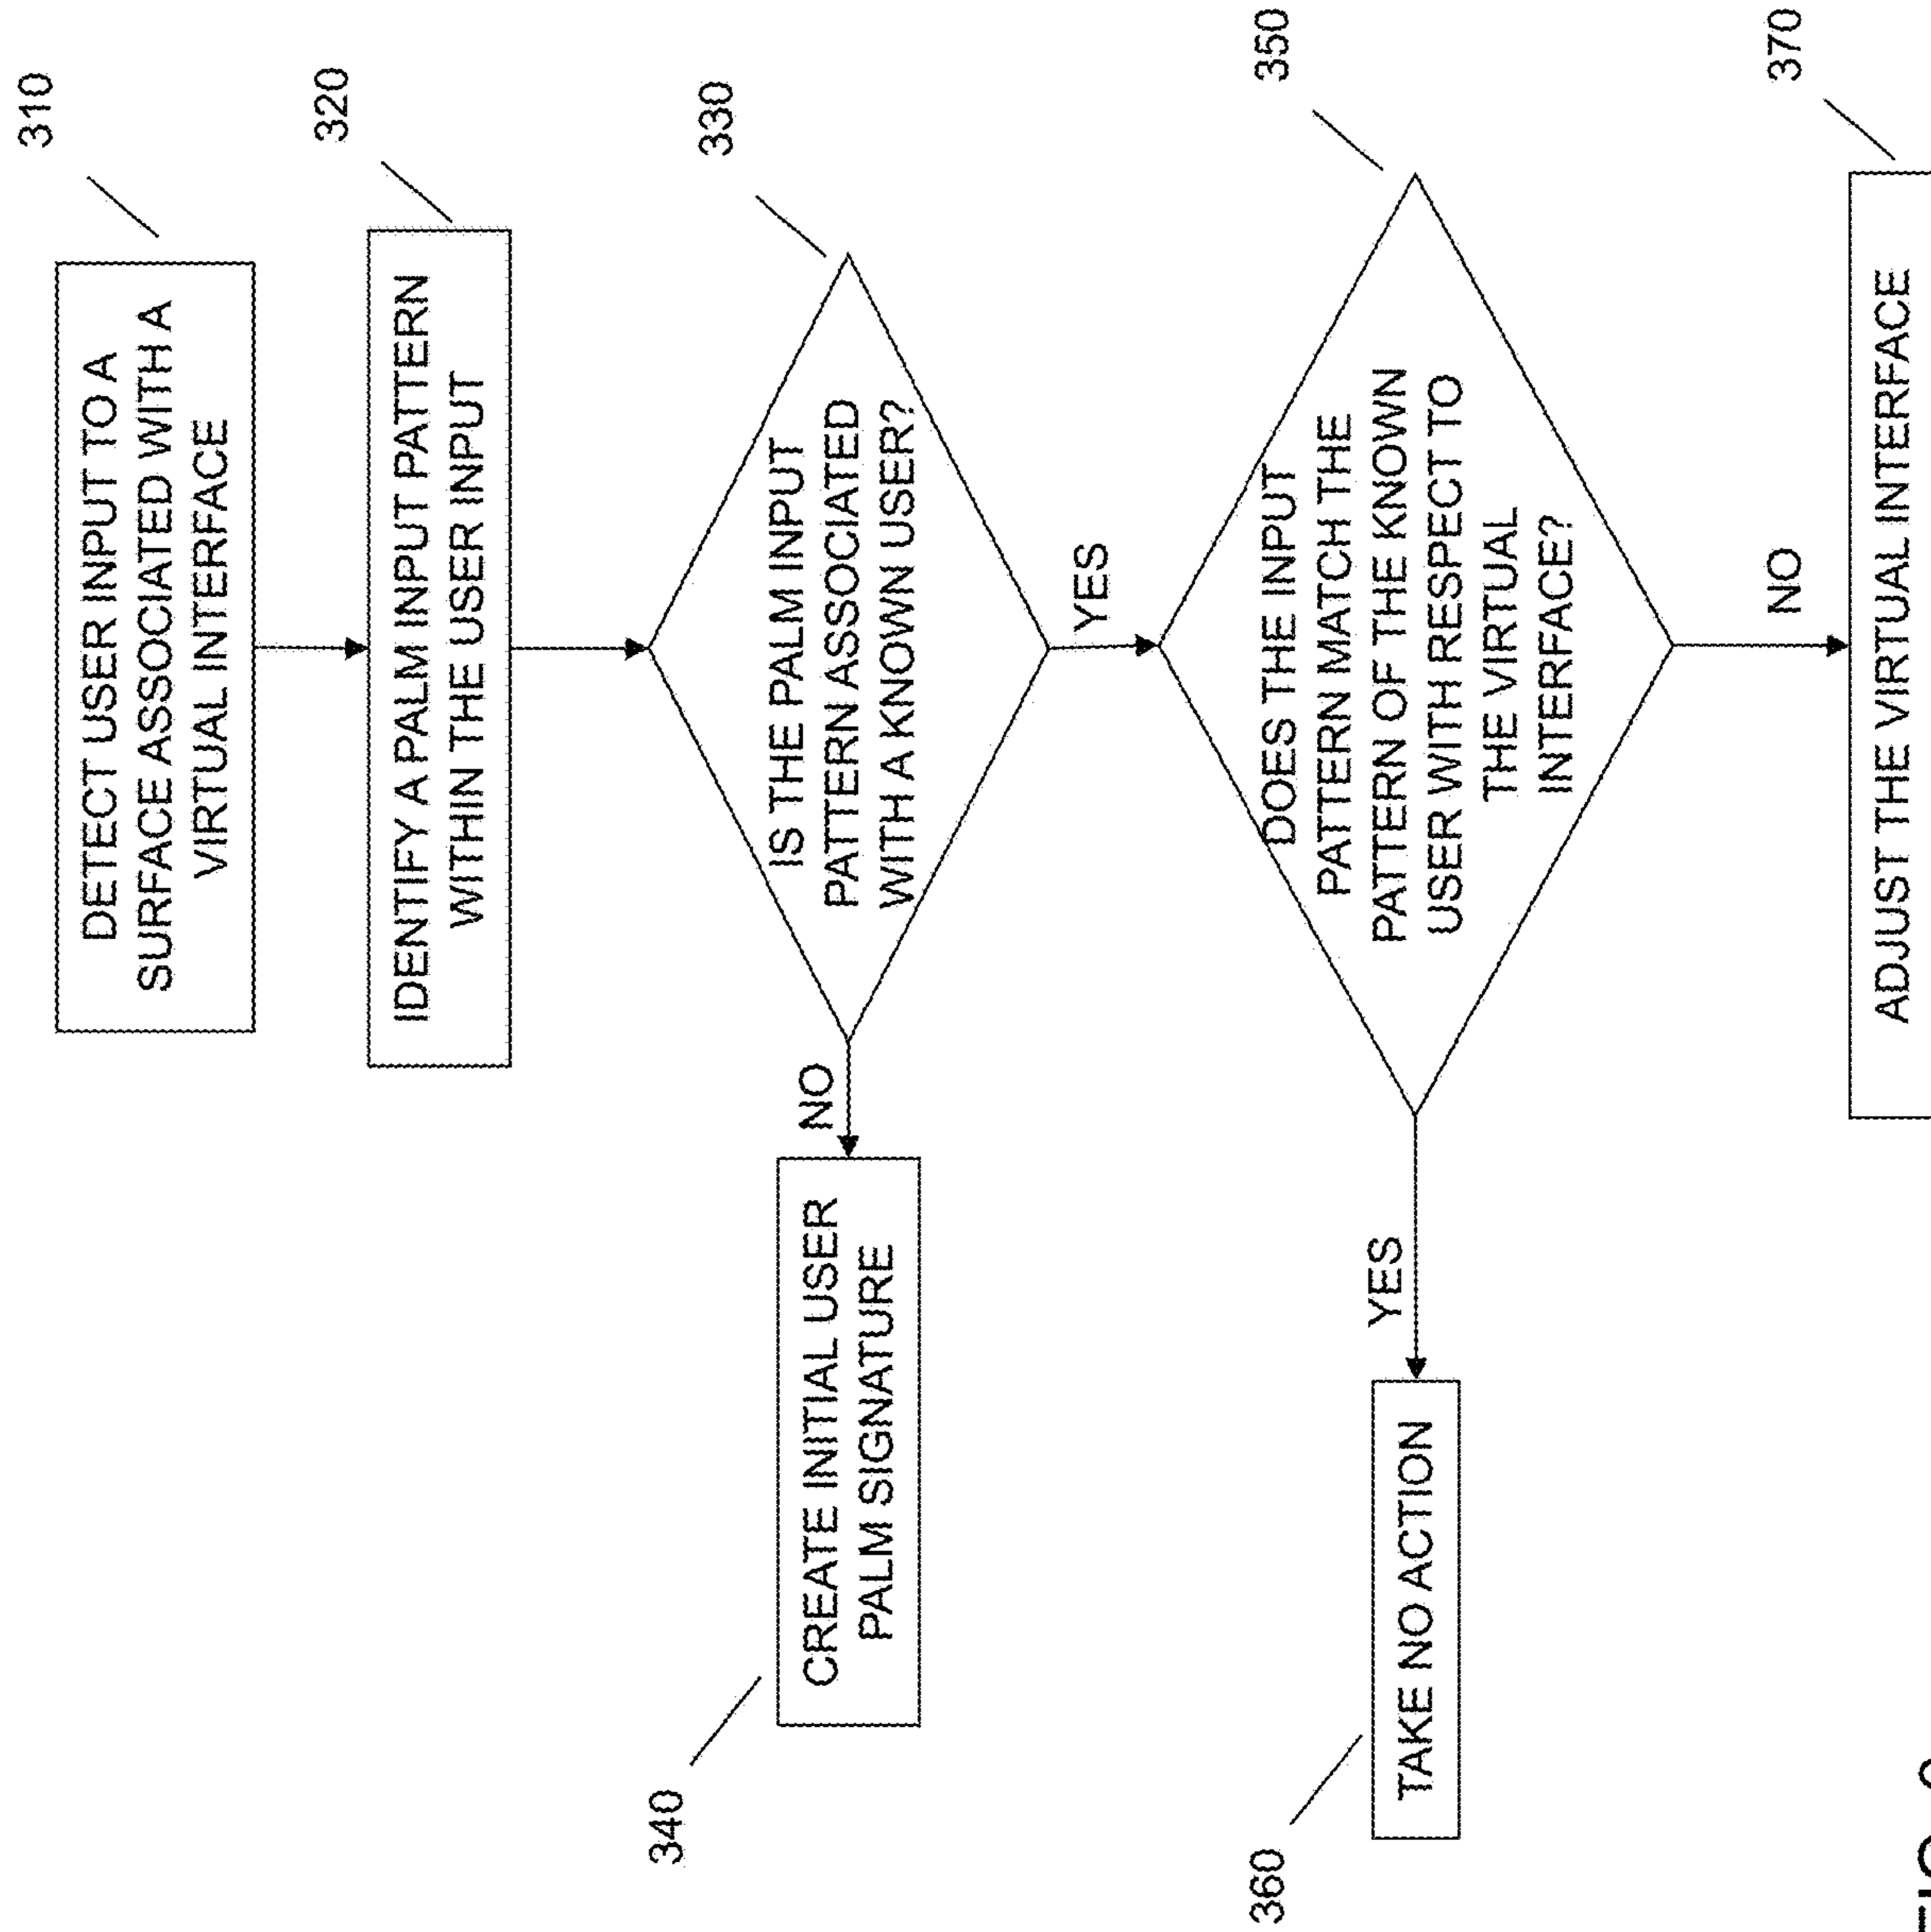 310
DETECT USER INPUT TO A
SURFACE ASSOCIATED WITH A
VIRTUAL INTERFACE
320
IDENTIFY A PALM INPUT PATTERN
WITHIN THE USER INPUT
330
IS THE PALM INPUT
PATTERN ASSOCIATED
WITH A KNOWN USER?
NO
340
CREATE INITIAL USER
PALM SIGNATURE
YES
350
DOES THE INPUT
PATTERN MATCH THE
PATTERN OF THE KNOWN
USER WITH RESPECT TO
THE VIRTUAL
INTERFACE?
YES
360
TAKE NO ACTION
NO
370
ADJUST THE VIRTUAL INTERFACE